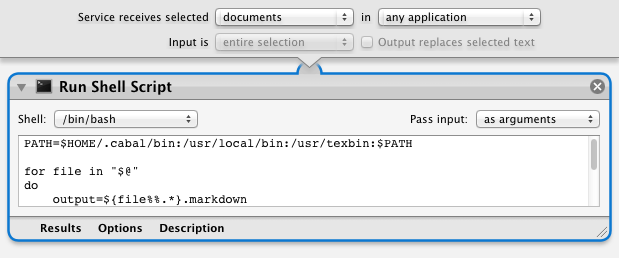 Service receives selected documents in any application
Input is entire selection Output replaces selected text
Run Shell Script
Shell: /bin/bash Pass input: as arguments
PATH=$HOME/.cabal/bin:/usr/local/bin:/usr/texbin:$PATH
for file in "$@"
do
    output=${file%%.*}.markdown
Results Options Description